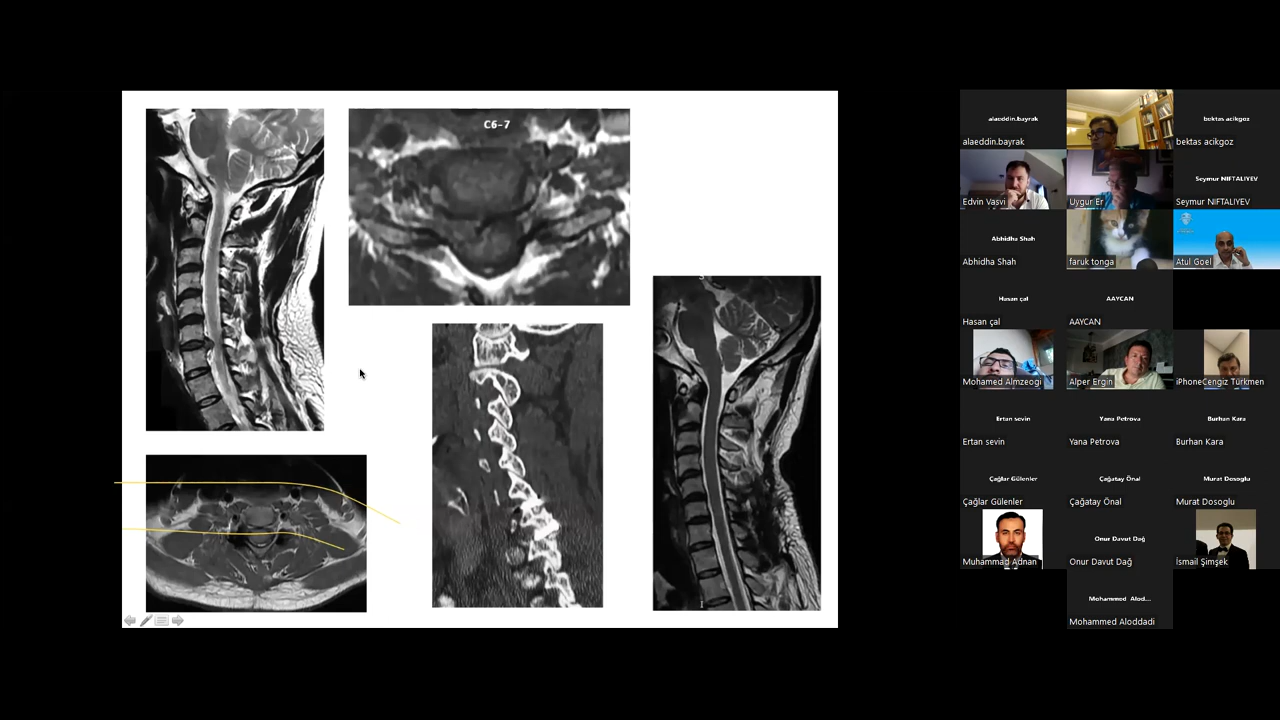 C6-7
alaeddin.bayrak
alaeddin.bayrak
bektas acikgoz
bektas acikgoz
Edvin Vasvi
Uygur Er
Seymur NIFTALIYEV
Seymur NIFTALIYEV
Abhidha Shah
Abhidha Shah
faruk tonga
Atul Goel
Hasan çal
Hasan çal
AAYCAN
AAYCAN
Mohamed Almzeogi
Alper Ergin
iPhoneCengiz Türkmen
Ertan sevin
Ertan sevin
Yana Petrova
Yana Petrova
Burhan Kara
Burhan Kara
Çağlar Gülenler
Çağlar Gülenler
Çağatay Önal
Çağatay Önal
Murat Dosoglu
Murat Dosoglu
Muhammad Adnan
Onur Davut Dağ
Onur Davut Dağ
İsmail Şimşek
Mohammed Alod...
Mohammed Aloddadi